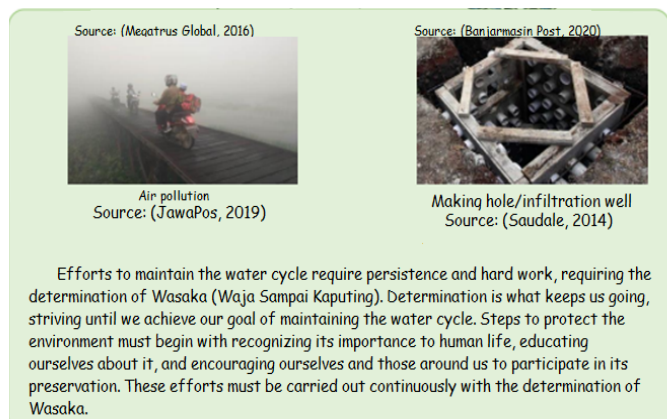 Source: (Megatrus Global, 2016)
Source: (Banjarmasin Post, 2020)
Air pollution
Source: (JawaPos, 2019)
Making hole/infiltration well
Source: (Saudale, 2014)
Efforts to maintain the water cycle require persistence and hard work, requiring the
determination of Wasaka (Waja Sampai Kaputing). Determination is what keeps us going,
striving until we achieve our goal of maintaining the water cycle. Steps to protect the
environment must begin with recognizing its importance to human life, educating
ourselves about it, and encouraging ourselves and those around us to participate in its
preservation. These efforts must be carried out continuously with the determination of
Wasaka.